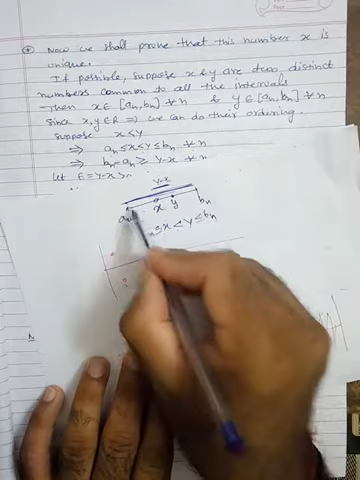 Now we shall prove that this number x is
unique.
If possible, suppose x & y are two distinct
numbers common to all the intervals
Then x ∈ [an, bn] ∀ n & y ∈ [an, bn] ∀ n
Since x, y ∈ R ⇒ we can do their ordering.
Suppose x < y
⇒ an ≤ x < y ≤ bn ∀ n
⇒ bn - an ≥ y - x ∀ n
Let ε = y - x >
y-x
x y bn
an
≤ x < y ≤ bn